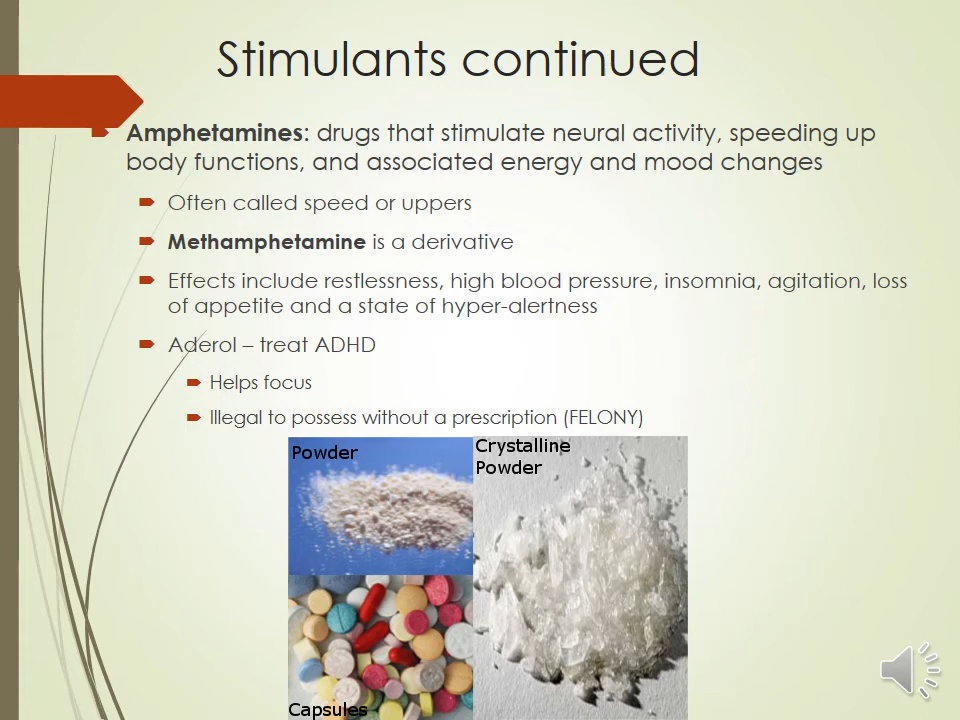 Stimulants continued
Amphetamines: drugs that stimulate neural activity, speeding up
body functions, and associated energy and mood changes
Often called speed or uppers
Methamphetamine is a derivative
Effects include restlessness, high blood pressure, insomnia, agitation, loss
of appetite and a state of hyper-alertness
Aderol – treat ADHD
Helps focus
Illegal to possess without a prescription (FELONY)
Powder
Crystalline
Powder
Capsules